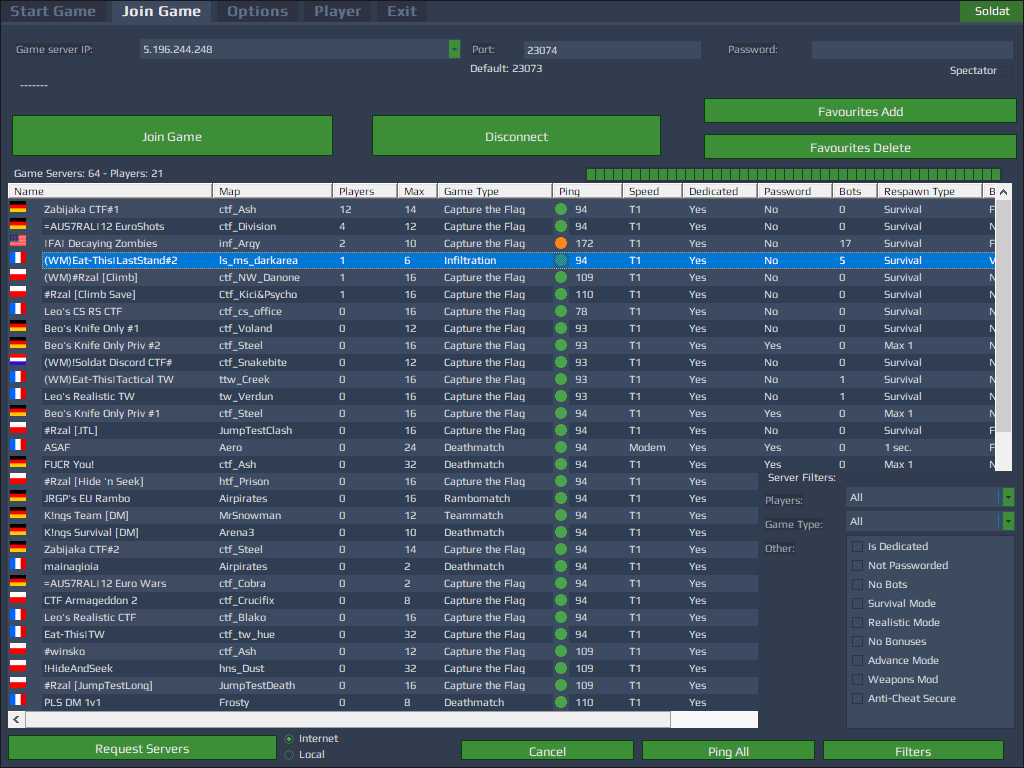 Start Game Join Game Options Player Exit Soldat
Game server IP: 5.196.244.248 Port: 23074 Password:
Default: 23073
Spectator
-------
Favourites Add
Join Game Disconnect
Favourites Delete
Game Servers: 64 - Players: 21
Name Map Players Max Game Type Ping Speed Dedicated Password Bots Respawn Type B
Zabijaka CTF#1 ctf_Ash 12 14 Capture the Flag 94 T1 Yes No 0 Survival F
=AUS7RAL|12 EuroShots ctf_Division 4 12 Capture the Flag 94 T1 Yes No 0 Survival N
|FA| Decaying Zombies inf_Argy 2 10 Capture the Flag 172 T1 Yes No 17 Survival F
(WM)Eat-This|LastStand#2 ls_ms_darkarea 1 6 Infiltration 94 T1 Yes No 5 Survival V
(WM)#Rzal [Climb] ctf_NW_Danone 1 16 Capture the Flag 109 T1 Yes No 0 Survival N
#Rzal [Climb Save] Ctf_Kici&Psycho 1 16 Capture the Flag 110 T1 Yes No 0 Survival N
Leo's CS RS CTF ctf_cs_office 0 16 Capture the Flag 78 T1 Yes No 0 Survival N
Beo's Knife Only #1 ctf_Voland 0 12 Capture the Flag 93 T1 Yes No 0 Survival N
Beo's Knife Only Priv #2 ctf_Steel 0 16 Capture the Flag 93 T1 Yes Yes 0 Max 1 N
(WM)!Soldat Discord CTF# ctf_Snakebite 0 12 Capture the Flag 93 T1 Yes No 0 Survival N
(WM)Eat-This|Tactical TW ttw_Creek 0 16 Capture the Flag 93 T1 Yes No 1 Survival N
Leo's Realistic TW tw_Verdun 0 16 Capture the Flag 93 T1 Yes No 1 Survival N
Beo's Knife Only Priv #1 ctf_Steel 0 16 Capture the Flag 94 T1 Yes Yes 0 Max 1 N
#Rzal [JTL] JumpTestClash 0 16 Capture the Flag 94 T1 Yes No 0 Survival N
ASAF Aero 0 24 Deathmatch 94 Modem Yes Yes 0 1 sec. F
FUCR You! ctf_Ash 0 32 Deathmatch 94 T1 Yes Yes 0 Max 1 N
#Rzal [Hide 'n Seek] htf_Prison 0 16 Capture the Flag 94 T1 Yes
Server Filters:
JRGP's EU Rambo Airpirates 0 16 Rambomatch 94 T1 Yes
Players: All
K!ngs Team [DM] MrSnowman 0 12 Teammatch 94 T1 Yes
Game Type: All
K!ngs Survival [DM] Arena3 0 10 Deathmatch 94 T1 Yes
Zabijaka CTF#2 ctf_Steel 0 14 Capture the Flag 94 T1 Yes
Other: Is Dedicated
mainagioia Airpirates 0 2 Deathmatch 94 T1 Yes
Not Passworded
=AUS7RAL|12 Euro Wars ctf_Cobra 0 2 Capture the Flag 94 T1 Yes
No Bots
CTF Armageddon 2 ctf_Crucifix 0 8 Capture the Flag 94 T1 Yes
Survival Mode
Leo's Realistic CTF ctf_Blako 0 16 Capture the Flag 94 T1 Yes
Realistic Mode
Eat-This|TW ctf_tw_hue 0 32 Capture the Flag 94 T1 Yes
No Bonuses
#winsko ctf_Ash 0 12 Capture the Flag 109 T1 Yes
Advance Mode
!HideAndSeek hns_Dust 0 32 Capture the Flag 109 T1 Yes
Weapons Mod
#Rzal [JumpTestLong] JumpTestDeath 0 16 Capture the Flag 109 T1 Yes
Anti-Cheat Secure
PLS DM 1v1 Frosty 0 8 Deathmatch 110 T1 Yes
Request Servers Internet
Local
Cancel Ping All Filters